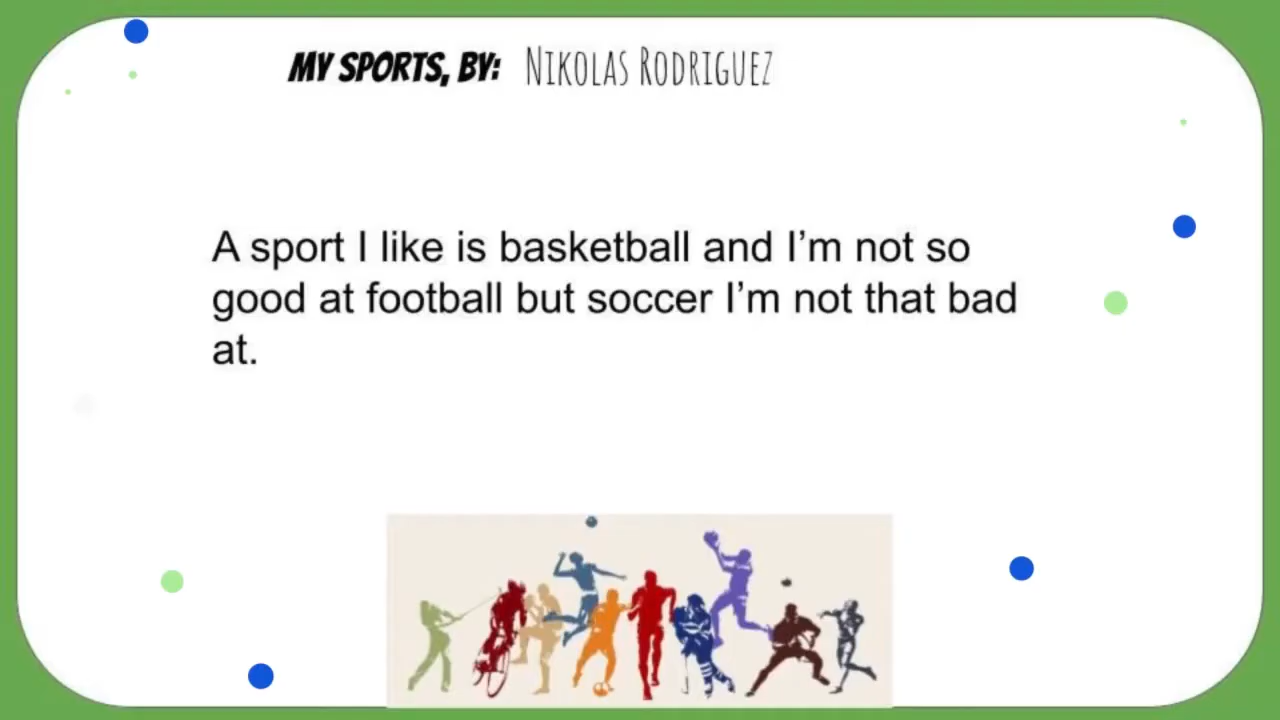 MY SPORTS, BY: NIKOLAS RODRIGUEZ
A sport I like is basketball and I’m not so
good at football but soccer I’m not that bad
at.